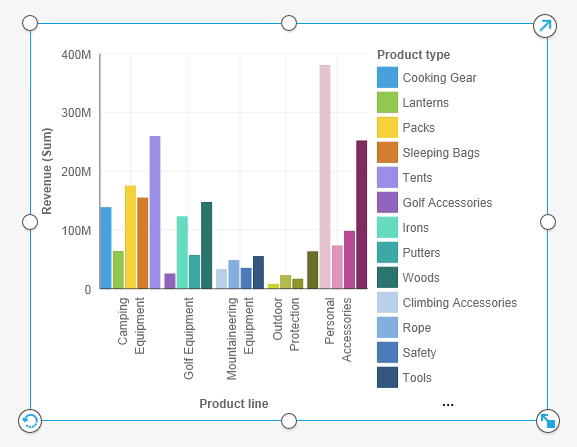 400M
300M
200M
100M
0
Revenue (Sum)
Camping
Equipment
Golf Equipment
Mountaineering
Equipment
Outdoor
Protection
Personal
Accessories
Product line
Product type
Cooking Gear
Lanterns
Packs
Sleeping Bags
Tents
Golf Accessories
Irons
Putters
Woods
Climbing Accessories
Rope
Safety
Tools
...